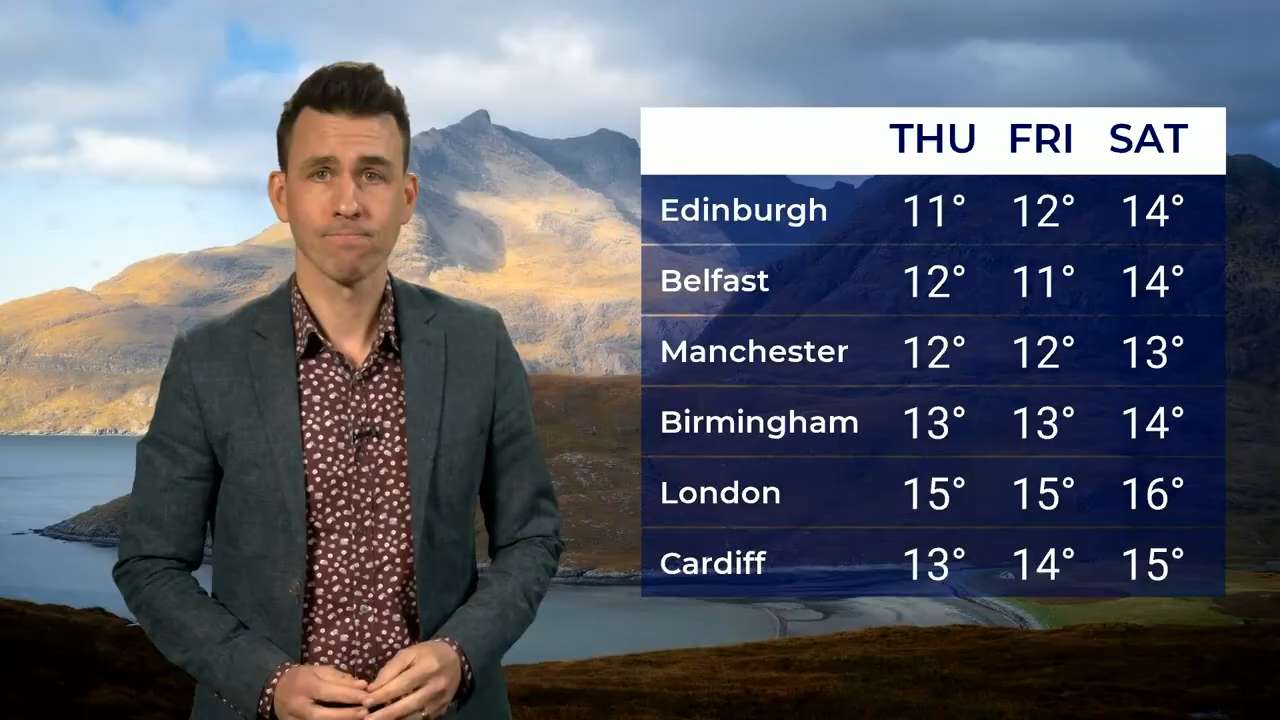 THU FRI SAT
Edinburgh 11° 12° 14°
Belfast 12° 11° 14°
Manchester 12° 12° 13°
Birmingham 13° 13° 14°
London 15° 15° 16°
Cardiff 13° 14° 15°